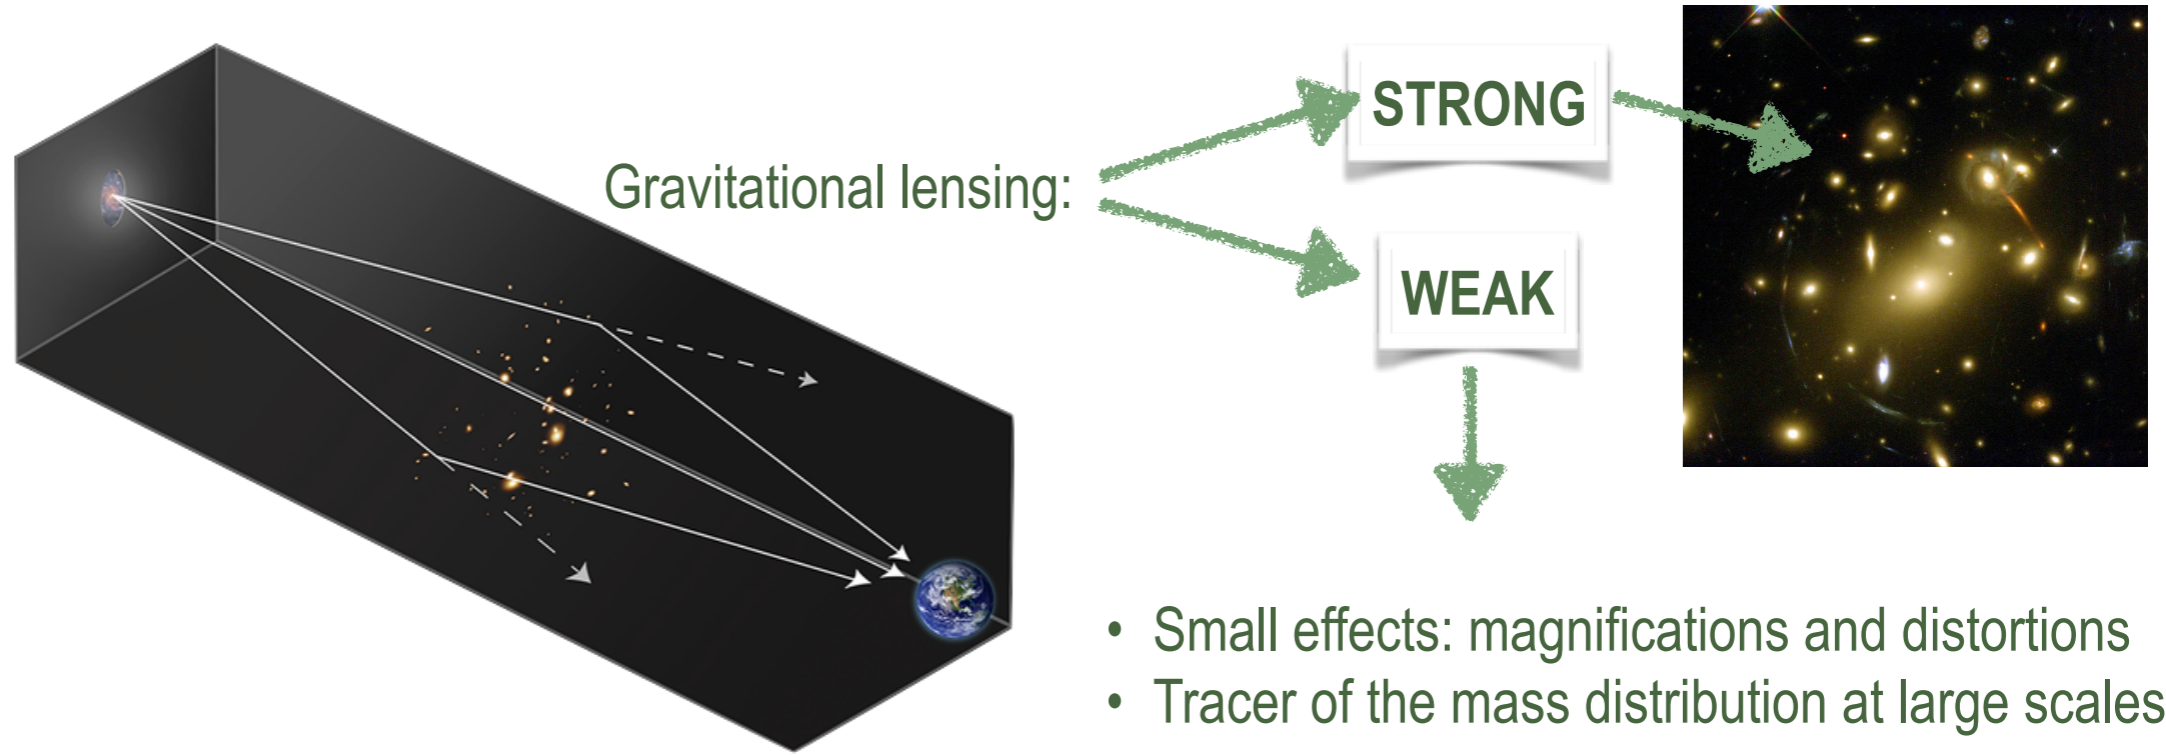 Gravitational lensing:
STRONG
WEAK
• Small effects: magnifications and distortions
• Tracer of the mass distribution at large scales